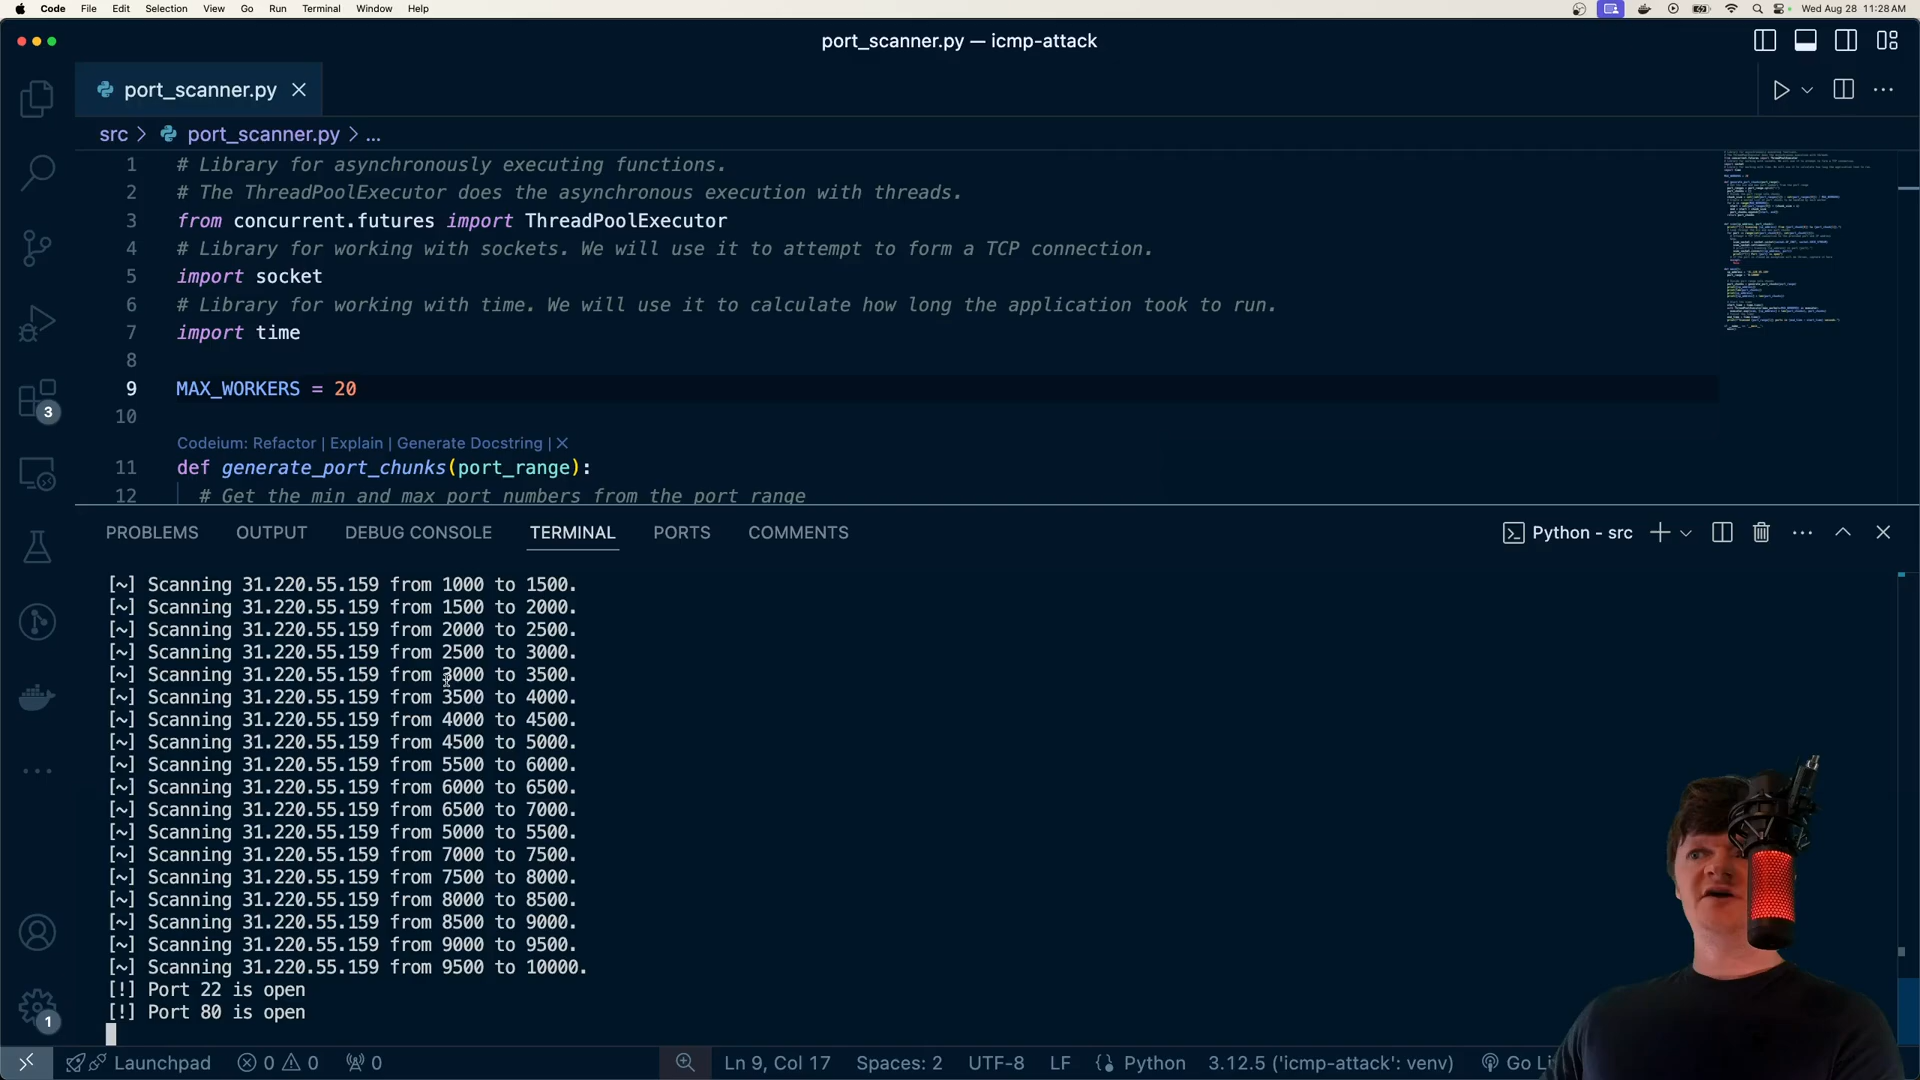 Code File Edit Selection View Go Run Terminal Window Help Wed Aug 28 11:28 AM
port_scanner.py — icmp-attack
port_scanner.py
src > port_scanner.py > ...
1 # Library for asynchronously executing functions.
2 # The ThreadPoolExecutor does the asynchronous execution with threads.
3 from concurrent.futures import ThreadPoolExecutor
4 # Library for working with sockets. We will use it to attempt to form a TCP connection.
5 import socket
6 # Library for working with time. We will use it to calculate how long the application took to run.
7 import time
8
9 MAX_WORKERS = 20
10
Codeium: Refactor | Explain | Generate Docstring | X
11 def generate_port_chunks(port_range):
12 # Get the min and max port numbers from the port range
3
PROBLEMS OUTPUT DEBUG CONSOLE TERMINAL PORTS COMMENTS Python - src
[~] Scanning 31.220.55.159 from 1000 to 1500.
[~] Scanning 31.220.55.159 from 1500 to 2000.
[~] Scanning 31.220.55.159 from 2000 to 2500.
[~] Scanning 31.220.55.159 from 2500 to 3000.
[~] Scanning 31.220.55.159 from 3000 to 3500.
[~] Scanning 31.220.55.159 from 3500 to 4000.
[~] Scanning 31.220.55.159 from 4000 to 4500.
[~] Scanning 31.220.55.159 from 4500 to 5000.
[~] Scanning 31.220.55.159 from 5500 to 6000.
[~] Scanning 31.220.55.159 from 6000 to 6500.
[~] Scanning 31.220.55.159 from 6500 to 7000.
[~] Scanning 31.220.55.159 from 5000 to 5500.
[~] Scanning 31.220.55.159 from 7000 to 7500.
[~] Scanning 31.220.55.159 from 7500 to 8000.
[~] Scanning 31.220.55.159 from 8000 to 8500.
[~] Scanning 31.220.55.159 from 8500 to 9000.
[~] Scanning 31.220.55.159 from 9000 to 9500.
[~] Scanning 31.220.55.159 from 9500 to 10000.
[!] Port 22 is open
[!] Port 80 is open
1
Launchpad 0 0 0 Ln 9, Col 17 Spaces: 2 UTF-8 LF Python 3.12.5 ('icmp-attack': venv) Go Li